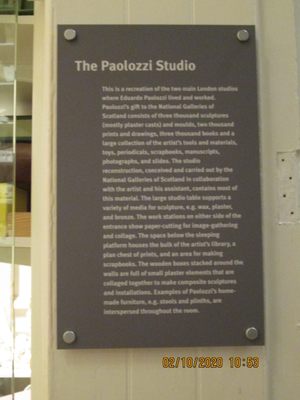 The Paolozzi Studio
This is a recreation of the two main London studios
where Eduardo Paolozzi lived and worked.
Paolozzi's gift to the National Galleries of
Scotland consists of three thousand sculptures
(mostly plaster casts) and moulds, two thousand
prints and drawings, three thousand books and a
large collection of the artist's tools and materials,
toys, periodicals, scrapbooks, manuscripts,
photographs, and slides. The studio
reconstruction, conceived and carried out by the
National Galleries of Scotland in collaboration
with the artist and his assistant, contains most of
this material. The large studio table supports a
variety of media for sculpture, e.g. wax, plaster,
and bronze. The work stations on either side of the
entrance show paper-cutting for image-gathering
and collage. The space below the sleeping
platform houses the bulk of the artist's library, a
plan chest of prints, and an area for making
scrapbooks. The wooden boxes stacked around the
walls are full of small plaster elements that are
collaged together to make composite sculptures
and installations. Examples of Paolozzi's home-
made furniture, e.g. stools and plinths, are
interspersed throughout the room.
02/10/2020 10:53